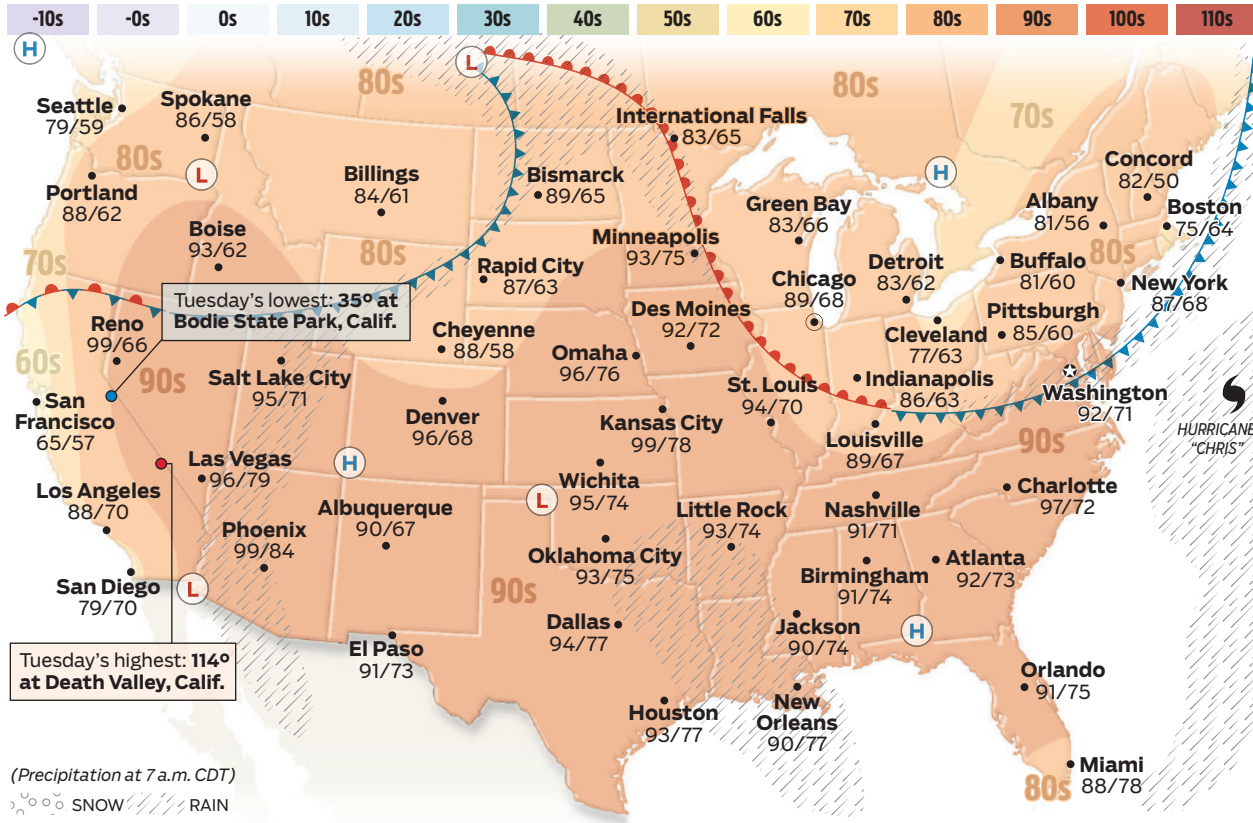 -10s -0s 0s 10s 20s 30s 40s 50s 60s 70s 80s 90s 100s 110s
H
L
80s
80s
70s
Seattle
79/59
Spokane
86/58
International Falls
83/65
80s
L
Portland
88/62
Billings
84/61
Bismarck
89/65
H
Concord
82/50
Green Bay
83/66
Albany
81/56
Boston
75/64
Boise
93/62
80s
Minneapolis
93/75
80s
70s
Rapid City
87/63
Chicago
89/68
Detroit
83/62
Buffalo
81/60
New York
87/68
Tuesday's lowest: 35º at
Bodie State Park, Calif.
Reno
99/66
Cheyenne
88/58
Des Moines
92/72
Cleveland
77/63
Pittsburgh
85/60
60s
90s
Salt Lake City
95/71
Omaha
96/76
St. Louis
94/70
Indianapolis
86/63
Washington
92/71
San
Francisco
65/57
Denver
96/68
Kansas City
99/78
Louisville
89/67
90s
HURRICANE
"CHRIS"
Las Vegas
96/79
H
L
Wichita
95/74
Los Angeles
88/70
Albuquerque
90/67
Little Rock
93/74
Nashville
91/71
Charlotte
97/72
Phoenix
99/84
Oklahoma City
93/75
Birmingham
91/74
Atlanta
92/73
San Diego
79/70
L
90s
Dallas
94/77
Jackson
90/74
H
Tuesday's highest: 114º
at Death Valley, Calif.
El Paso
91/73
Orlando
91/75
Houston
93/77
New
Orleans
90/77
Miami
88/78
80s
(Precipitation at 7 a.m. CDT)
SNOW RAIN